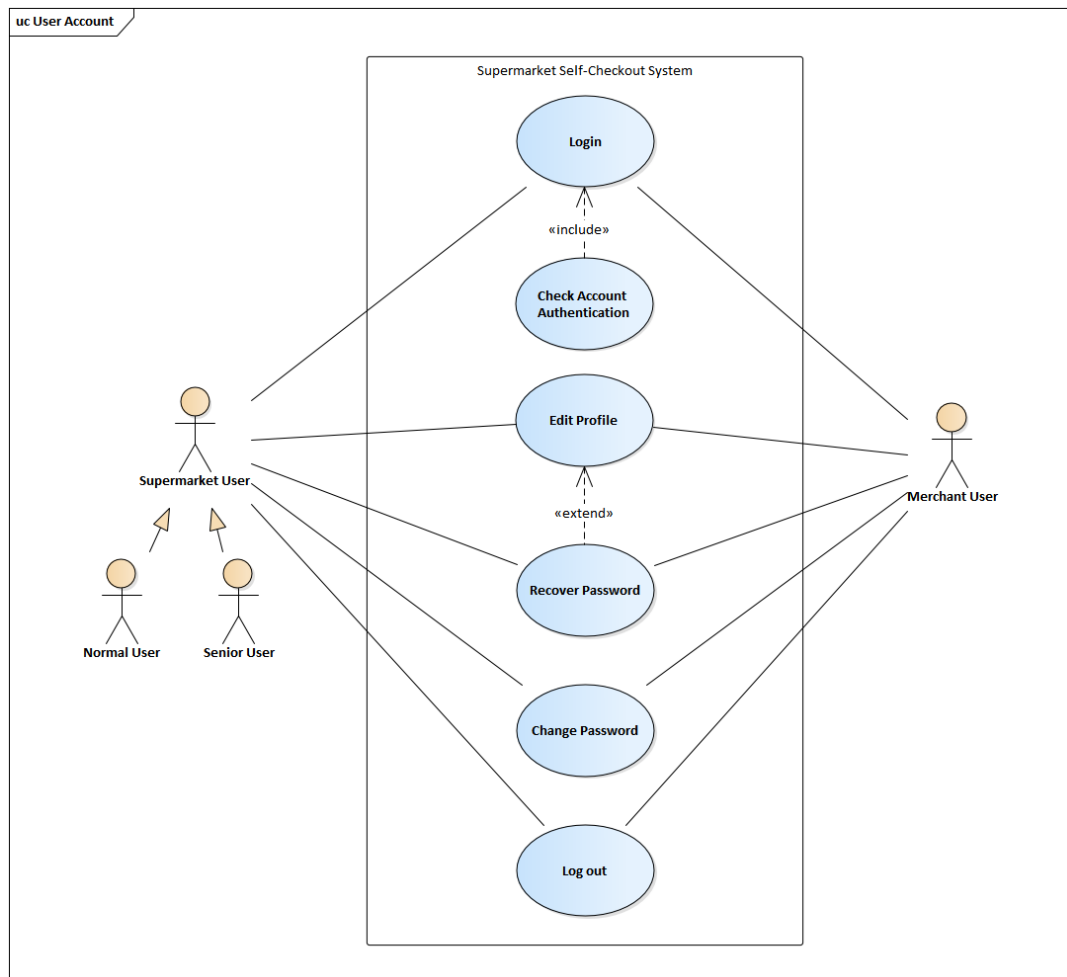 uc User Account
Supermarket Self-Checkout System
Login
«include»
Check Account
Authentication
Edit Profile
Supermarket User
Merchant User
«extend»
Recover Password
Normal User
Senior User
Change Password
Log out